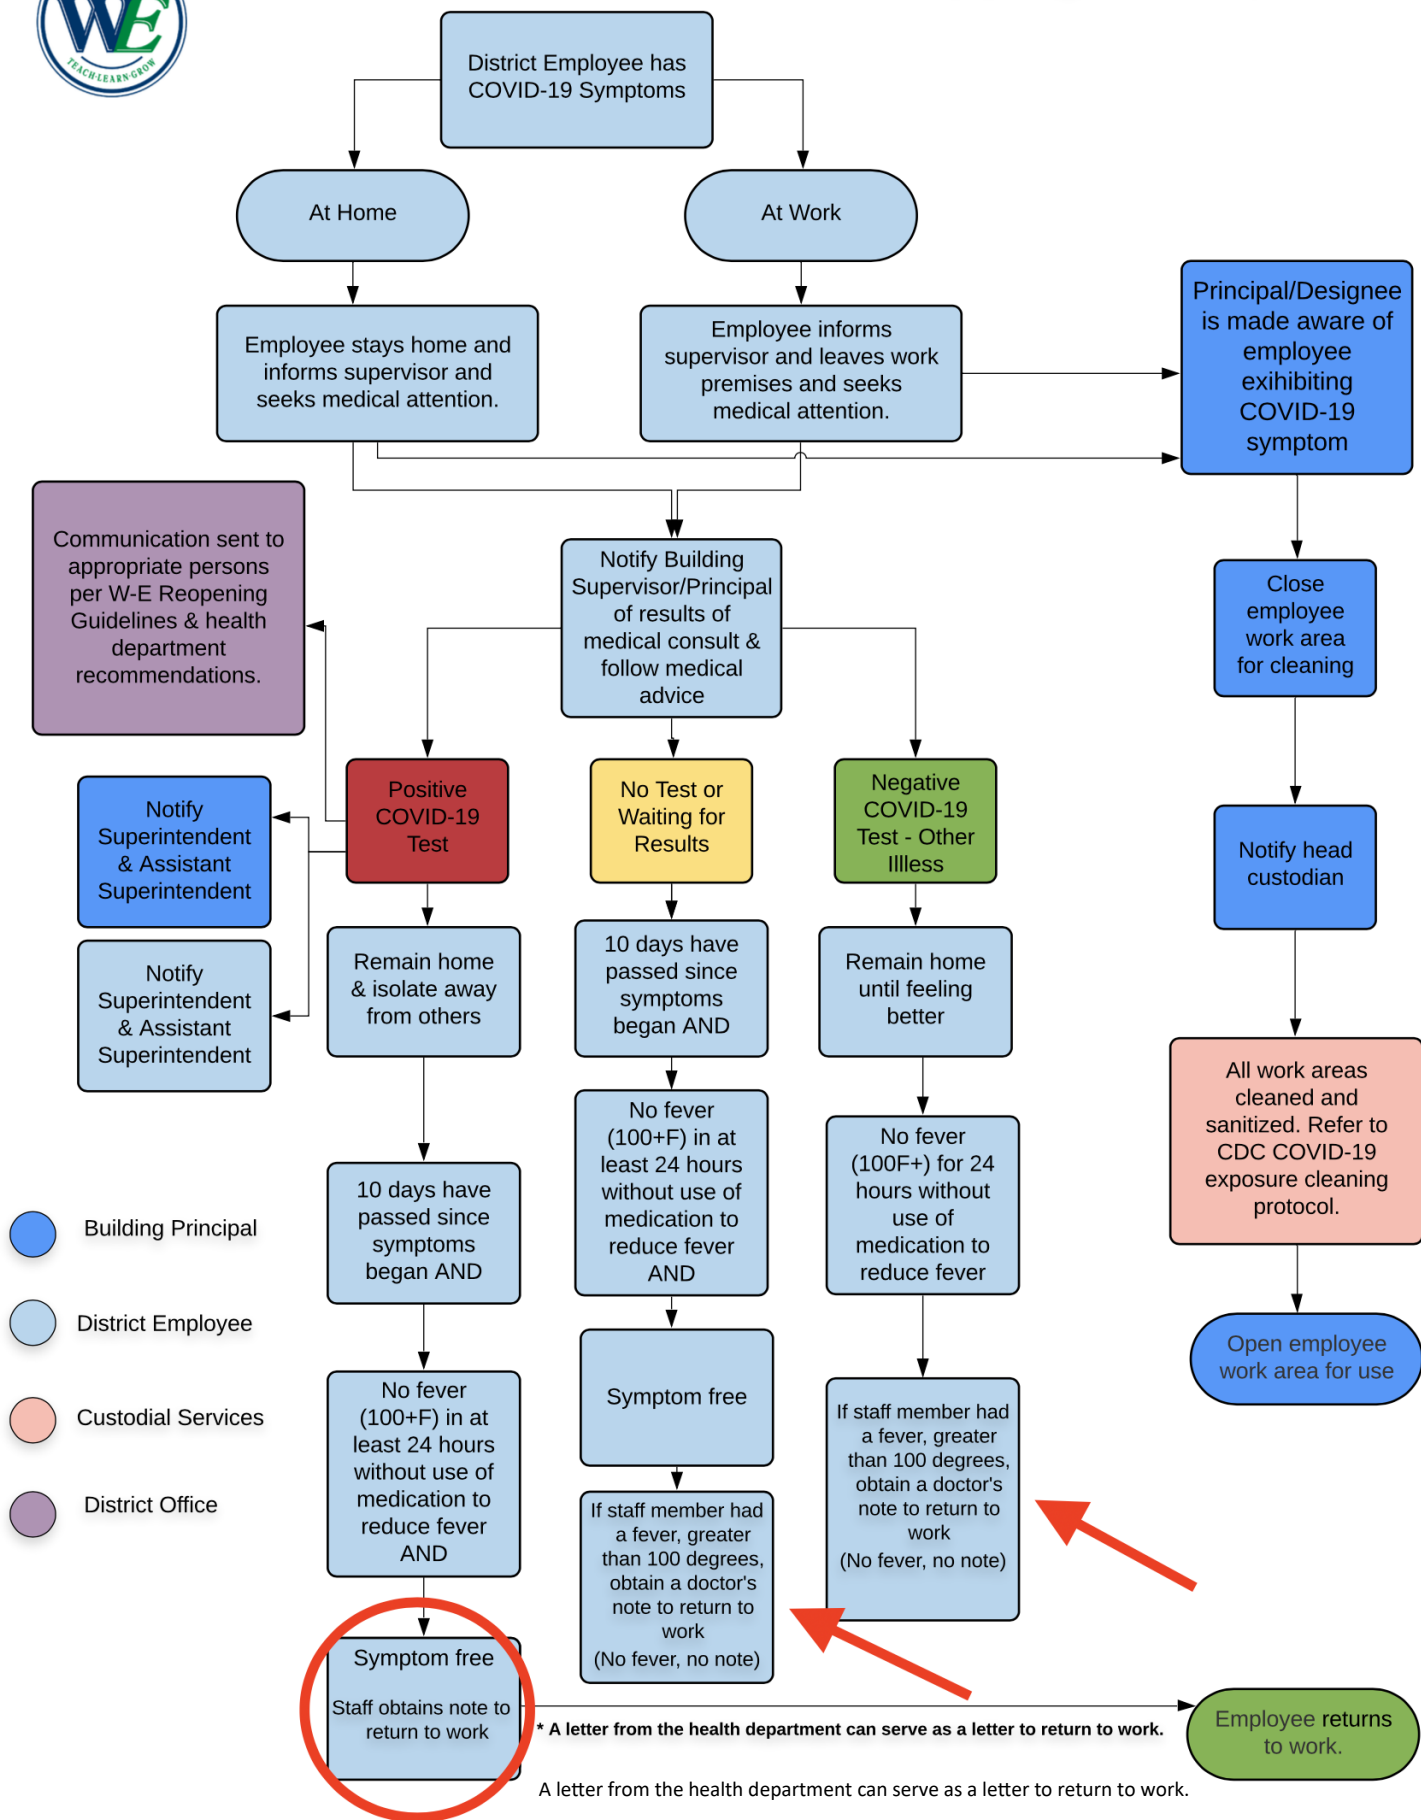 WE
TEACH·LEARN·GROW
District Employee has
COVID-19 Symptoms
At Home
At Work
Employee stays home and
informs supervisor and
seeks medical attention.
Employee informs
supervisor and leaves work
premises and seeks
medical attention.
Principal/Designee
is made aware of
employee
exihibiting
COVID-19
symptom
Communication sent to
appropriate persons
per W-E Reopening
Guidelines & health
department
recommendations.
Notify Building
Supervisor/Principal
of results of
medical consult &
follow medical
advice
Close
employee
work area
for cleaning
Notify
Superintendent
& Assistant
Superintendent
Positive
COVID-19
Test
No Test or
Waiting for
Results
Negative
COVID-19
Test - Other
Illless
Notify head
custodian
Notify
Superintendent
& Assistant
Superintendent
Remain home
& isolate away
from others
10 days have
passed since
symptoms
began AND
Remain home
until feeling
better
All work areas
cleaned and
sanitized. Refer to
CDC COVID-19
exposure cleaning
protocol.
10 days have
passed since
symptoms
began AND
No fever
(100+F) in at
least 24 hours
without use of
medication to
reduce fever
AND
No fever
(100F+) for 24
hours without
use of
medication to
reduce fever
Building Principal
District Employee
Custodial Services
District Office
Open employee
work area for use
No fever
(100+F) in at
least 24 hours
without use of
medication to
reduce fever
AND
Symptom free
If staff member had
a fever, greater
than 100 degrees,
obtain a doctor's
note to return to
work
(No fever, no note)
If staff member had
a fever, greater
than 100 degrees,
obtain a doctor's
note to return to
work
(No fever, no note)
Symptom free
Staff obtains note to
return to work
* A letter from the health department can serve as a letter to return to work.
Employee returns
to work.
A letter from the health department can serve as a letter to return to work.